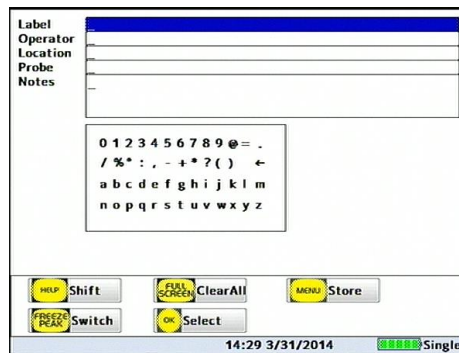 Label _
Operator _
Location _
Probe _
Notes _
0 1 2 3 4 5 6 7 8 9 @ = .
/ % * : , - + * ? ( ) ←
a b c d e f g h i j k l m
n o p q r s t u v w x y z
HELP Shift FULL SCREEN ClearAll MENU Store
FREEZE PEAK Switch OK Select
14:29 3/31/2014 Single